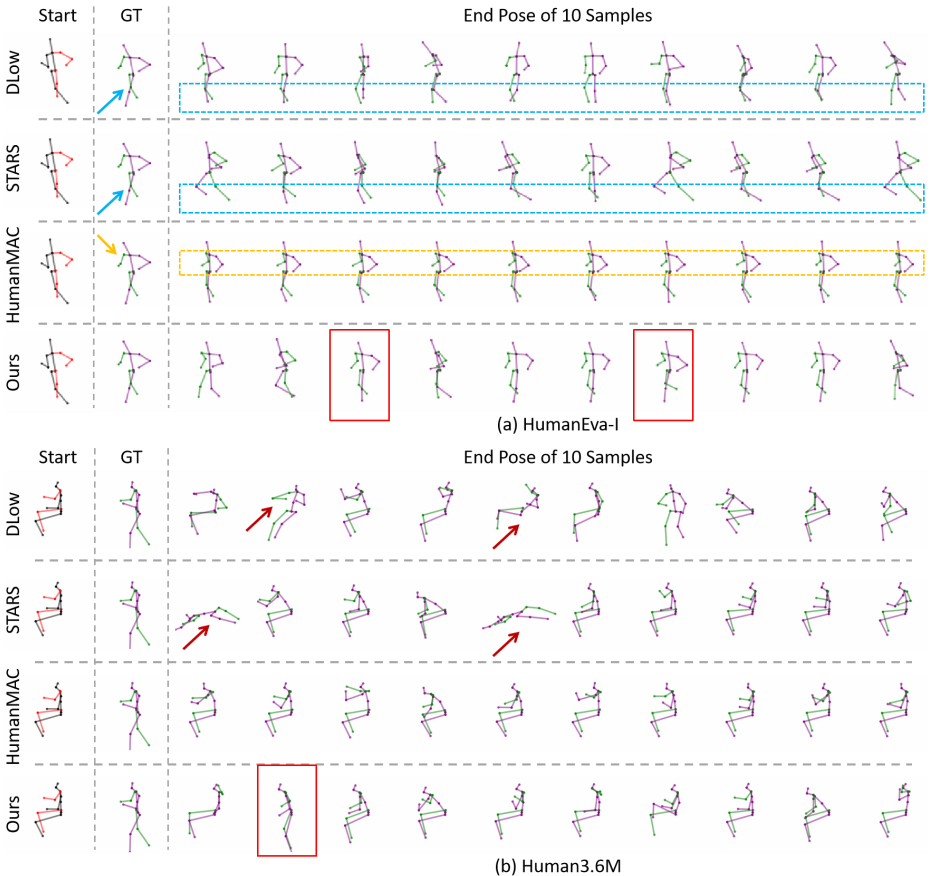 Start GT End Pose of 10 Samples
DLow
STARS
HumanMAC
Ours
(a) HumanEva-I
Start GT End Pose of 10 Samples
DLow
STARS
HumanMAC
Ours
(b) Human3.6M